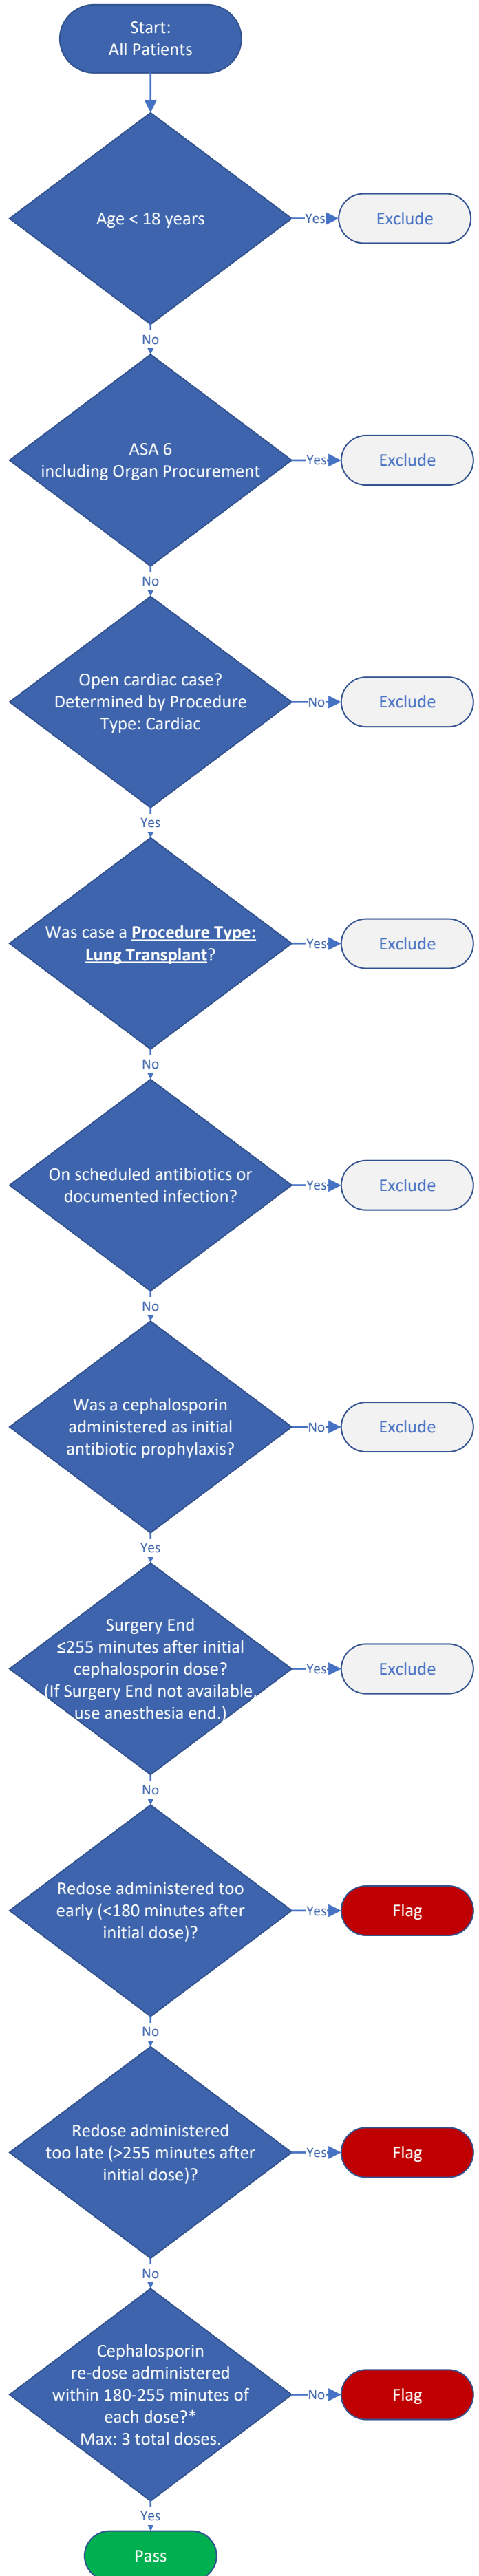 Start:
All Patients
Age < 18 years
Yes
Exclude
No
ASA 6
including Organ Procurement
Yes
Exclude
No
Open cardiac case?
Determined by Procedure
Type: Cardiac
No
Exclude
Yes
Was case a Procedure Type:
Lung Transplant?
Yes
Exclude
No
On scheduled antibiotics or
documented infection?
Yes
Exclude
No
Was a cephalosporin
administered as initial
antibiotic prophylaxis?
No
Exclude
Yes
Surgery End
≤255 minutes after initial
cephalosporin dose?
(If Surgery End not available,
use anesthesia end.)
Yes
Exclude
No
Redose administered too
early (<180 minutes after
initial dose)?
Yes
Flag
No
Redose administered
too late (>255 minutes after
initial dose)?
Yes
Flag
No
Cephalosporin
re-dose administered
within 180-255 minutes of
each dose?*
Max: 3 total doses.
No
Flag
Yes
Pass